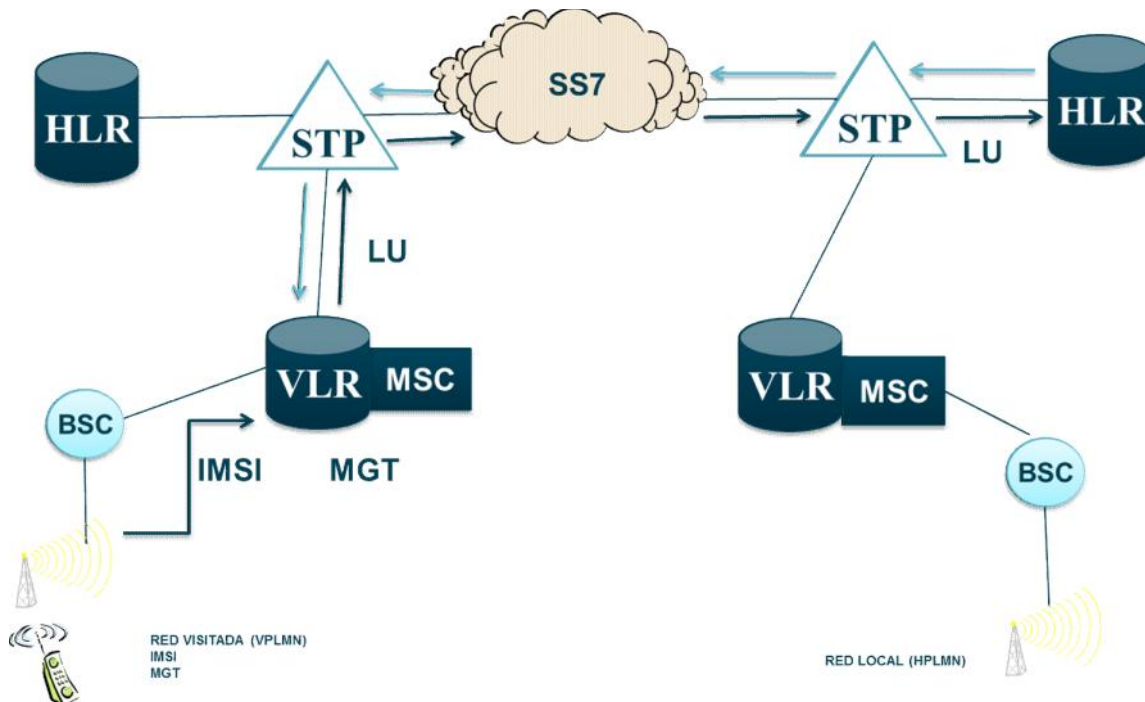 SS7
HLR
STP
STP
HLR
LU
LU
VLR
MSC
VLR
MSC
BSC
IMSI
MGT
BSC
RED VISITADA (VPLMN)
IMSI
MGT
RED LOCAL (HPLMN)